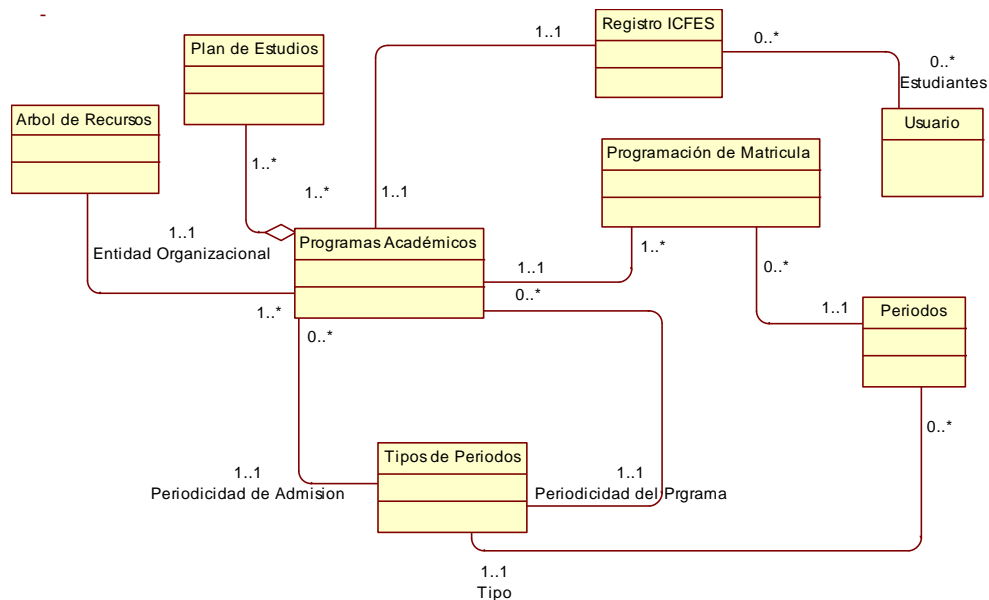 -
Registro ICFES
1..1
0..*
Plan de Estudios
0..*
Estudiantes
Arbol de Recursos
Usuario
Programación de Matricula
1..*
1..*
1..1
1..1
Entidad Organizacional
Programas Académicos
1..*
1..1
0..*
0..*
1..*
1..1
Periodos
0..*
0..*
Tipos de Periodos
1..1
Periodicidad de Admision
1..1
Periodicidad del Prgrama
1..1
Tipo